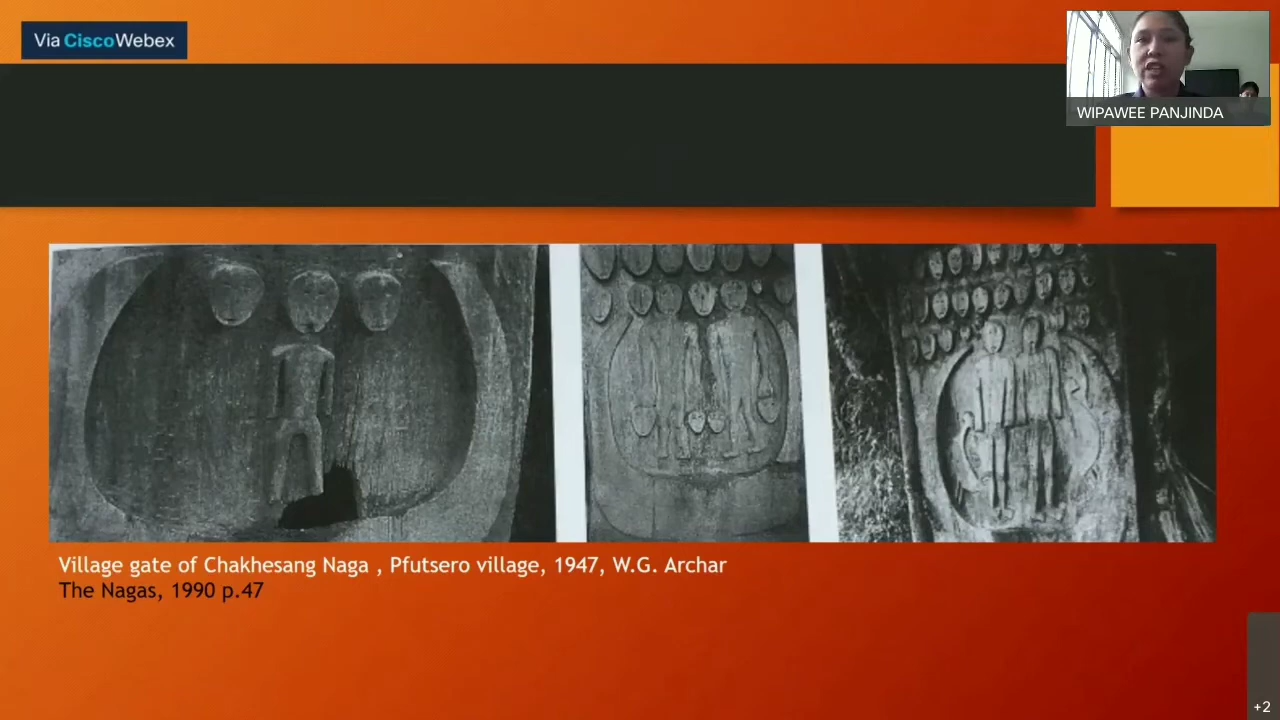 Via CiscoWebex
WIPAWEE PANJINDA
Village gate of Chakhesang Naga , Pfutsero village, 1947, W.G. Archar
The Nagas, 1990 p.47
+2